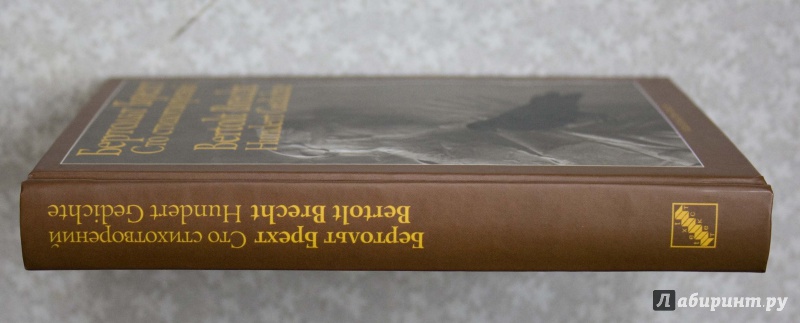 Бертольт Брехт
Сто стихотворений
Bertolt Brecht
Hundert Gedichte
Бертольт Брехт Сто стихотворений
Bertolt Brecht Hundert Gedichte
Лабиринт.ру